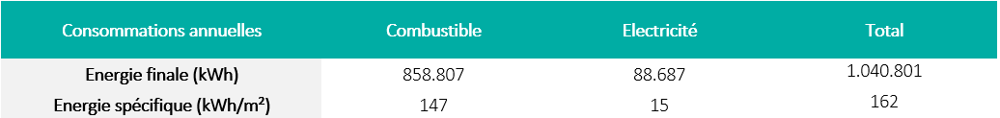 Consommations annuelles Combustible Electricité Total
Energie finale (kWh) 858.807 88.687 1.040.801
Energie spécifique (kWh/m²) 147 15 162